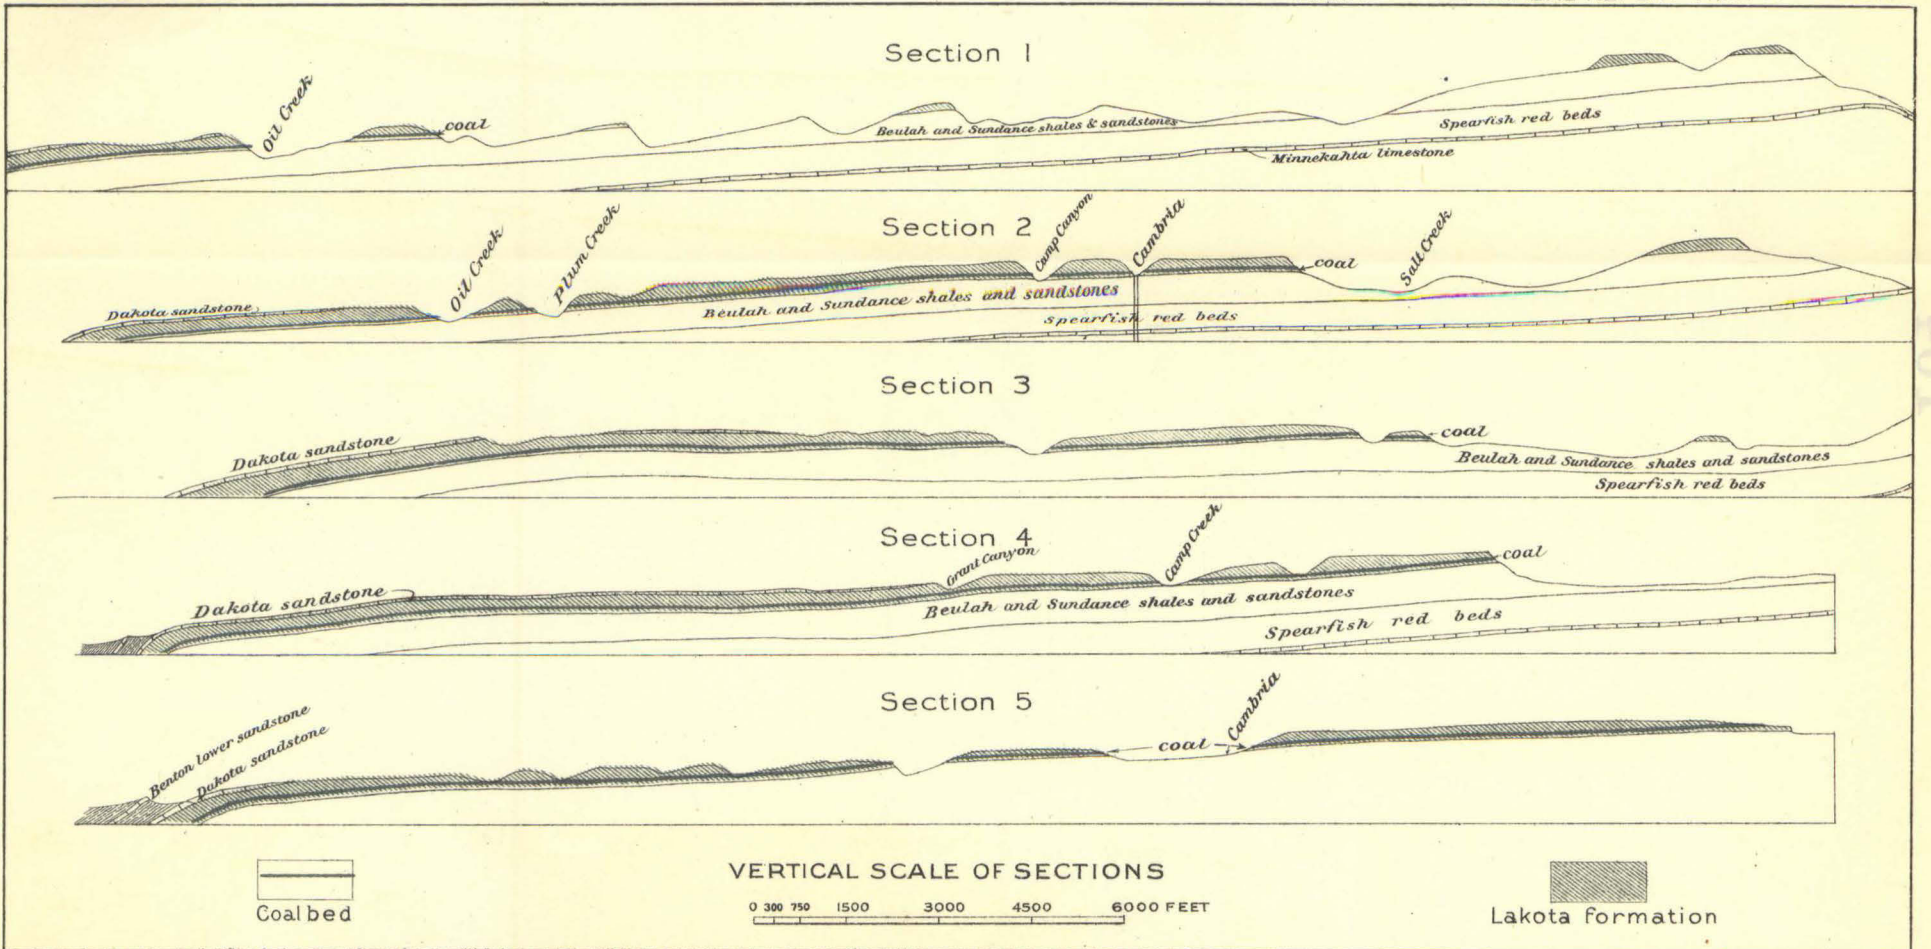 Section 1
Oil Creek
coal
Beulah and Sundance shales & sandstones
Spearfish red beds
Minnekahta limestone
Section 2
Dakota sandstone
Oil Creek
Plum Creek
Camp Canyon
Cambria
coal
Salt Creek
Beulah and Sundance shales and sandstones
Spearfish red beds
Section 3
Dakota sandstone
coal
Beulah and Sundance shales and sandstones
Spearfish red beds
Section 4
Dakota sandstone
Grant Canyon
Camp Creek
coal
Beulah and Sundance shales and sandstones
Spearfish red beds
Section 5
Benton lower sandstone
Dakota sandstone
coal
Cambria
Coal bed
VERTICAL SCALE OF SECTIONS
0 300 750 1500 3000 4500 6000 FEET
Lakota formation